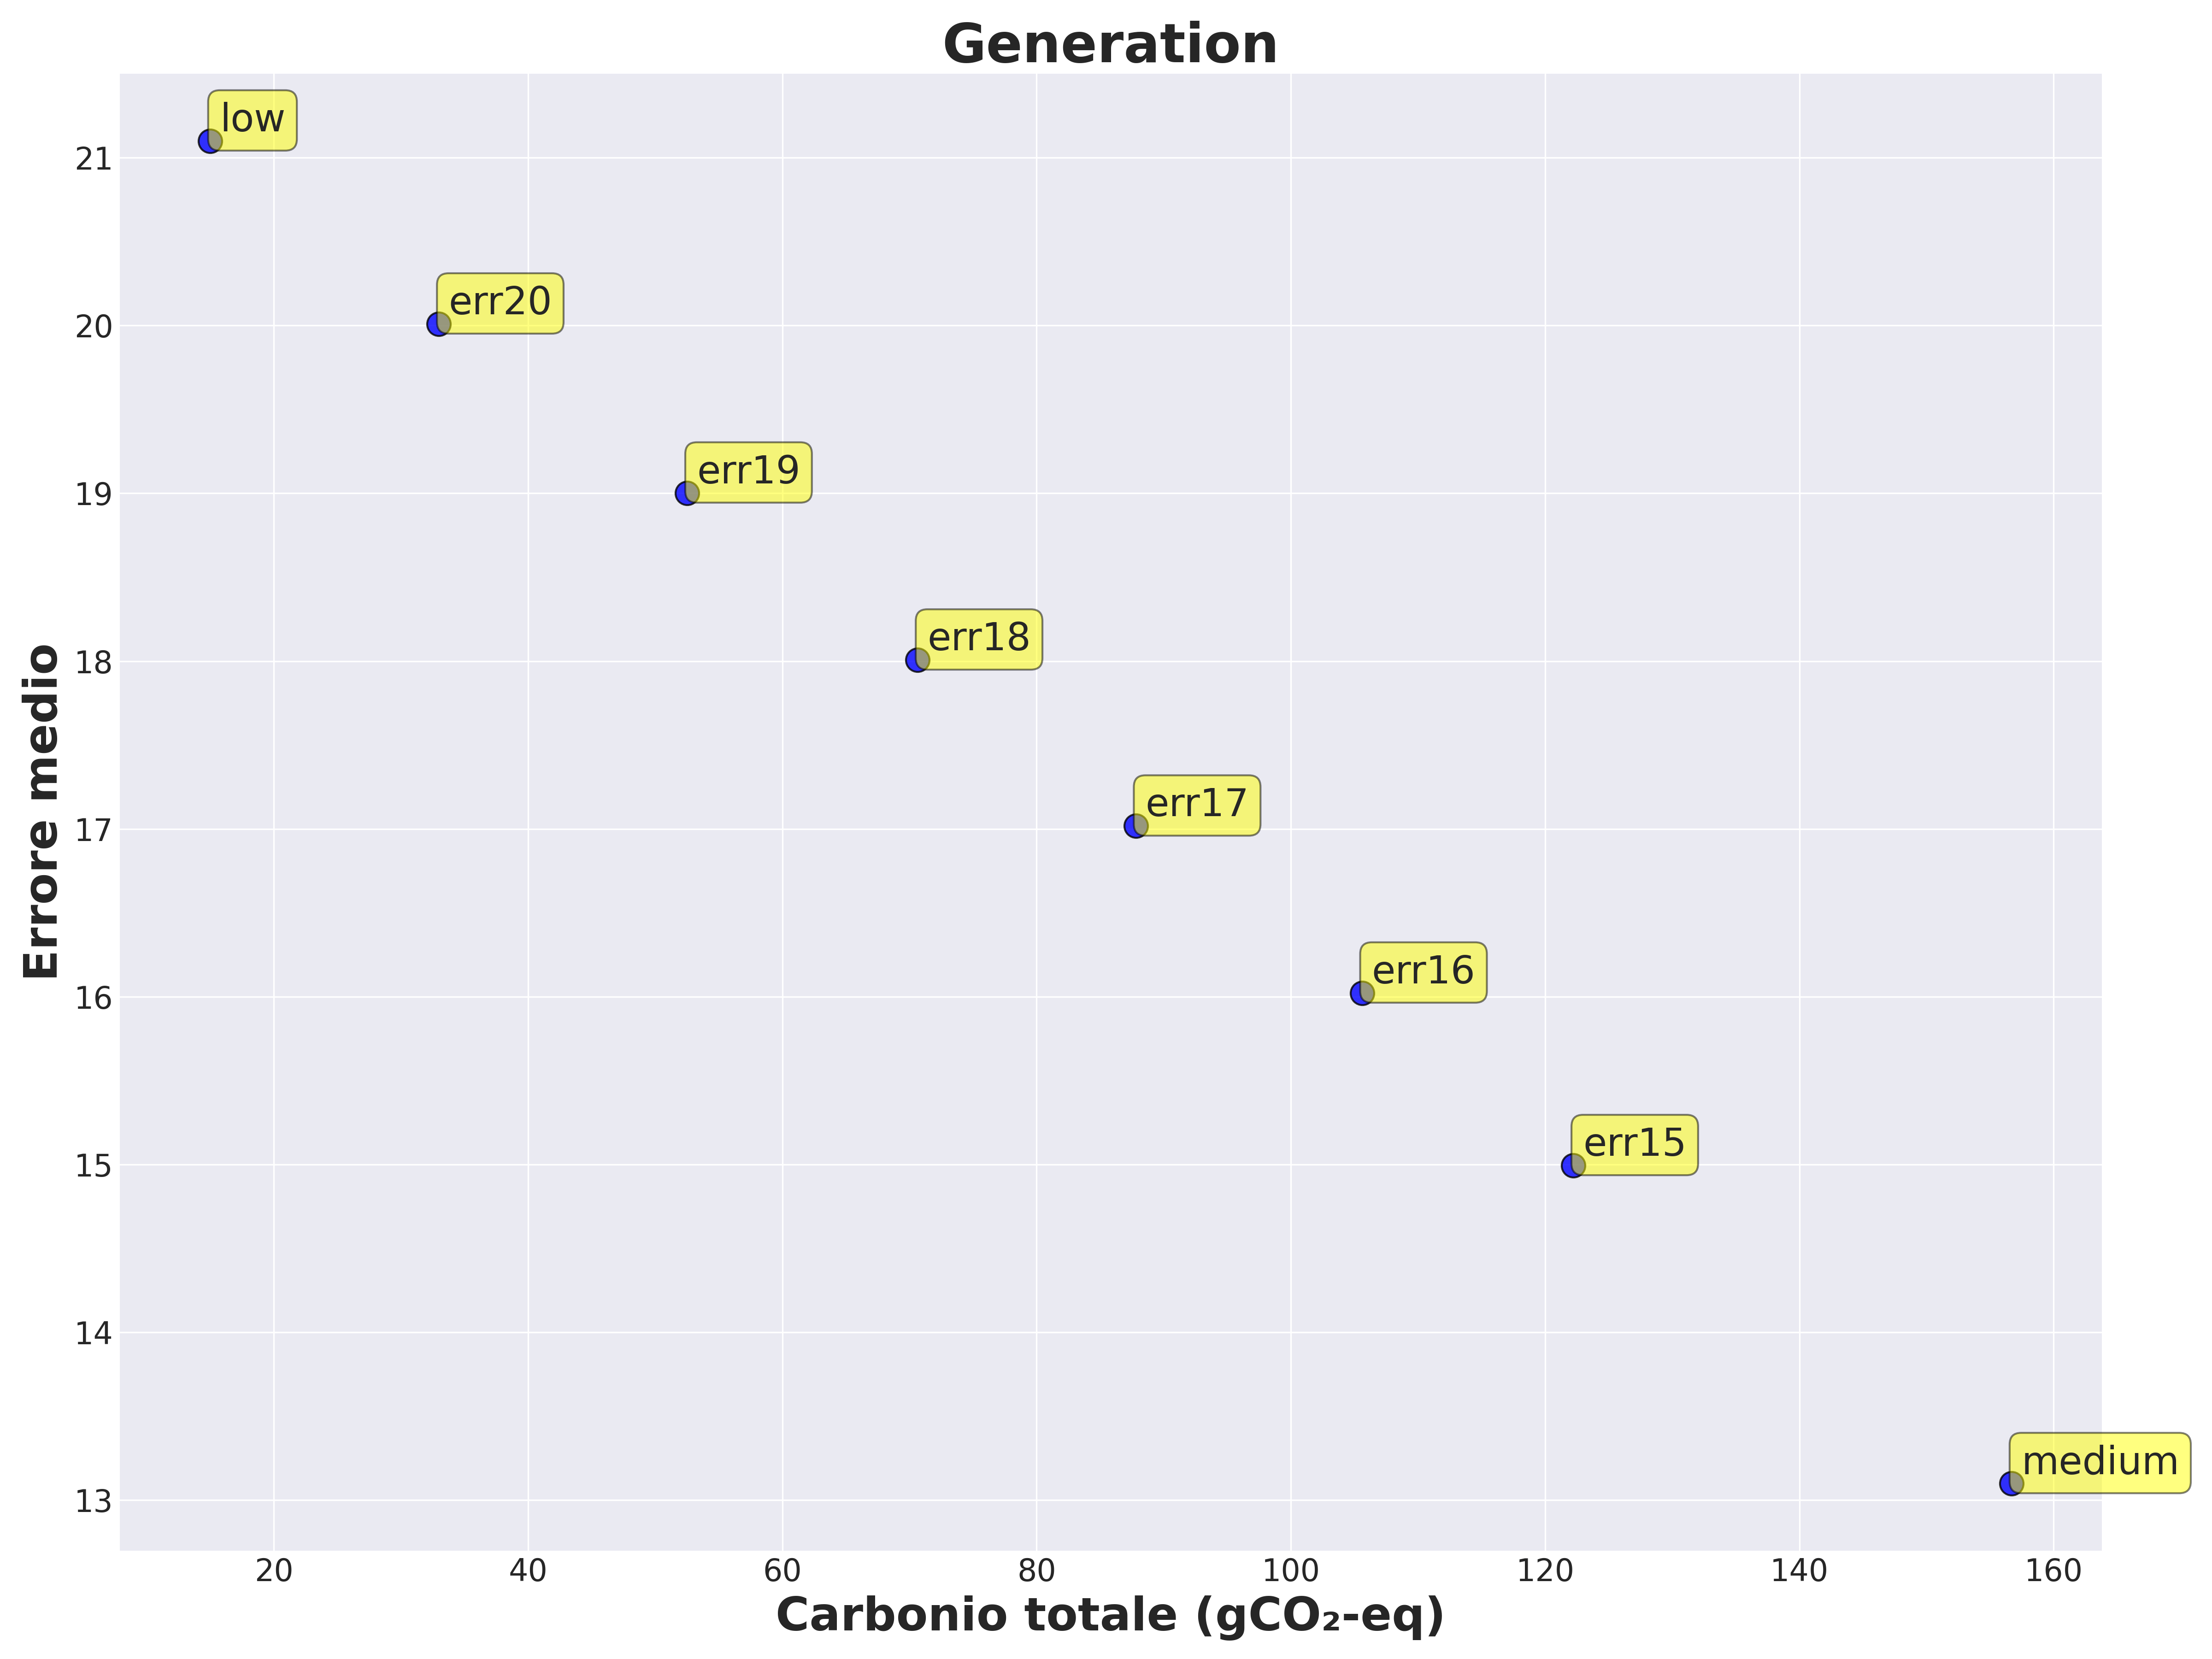 Generation
low
21
err20
20
err19
19
err18
18
err17
17
err16
16
err15
15
14
medium
13
Errore medio
20 40 60 80 100 120 140 160
Carbonio totale (gCO₂-eq)